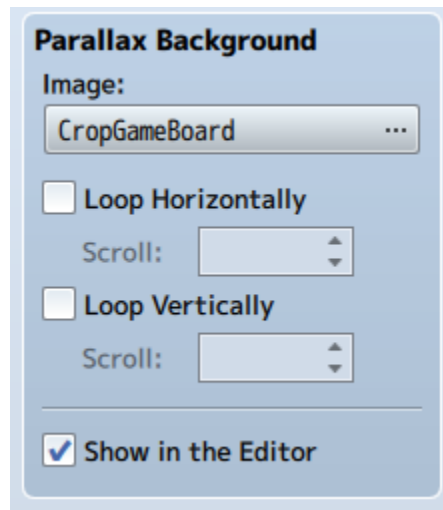 Parallax Background
Image:
CropGameBoard ...
Loop Horizontally
Scroll:
Loop Vertically
Scroll:
Show in the Editor